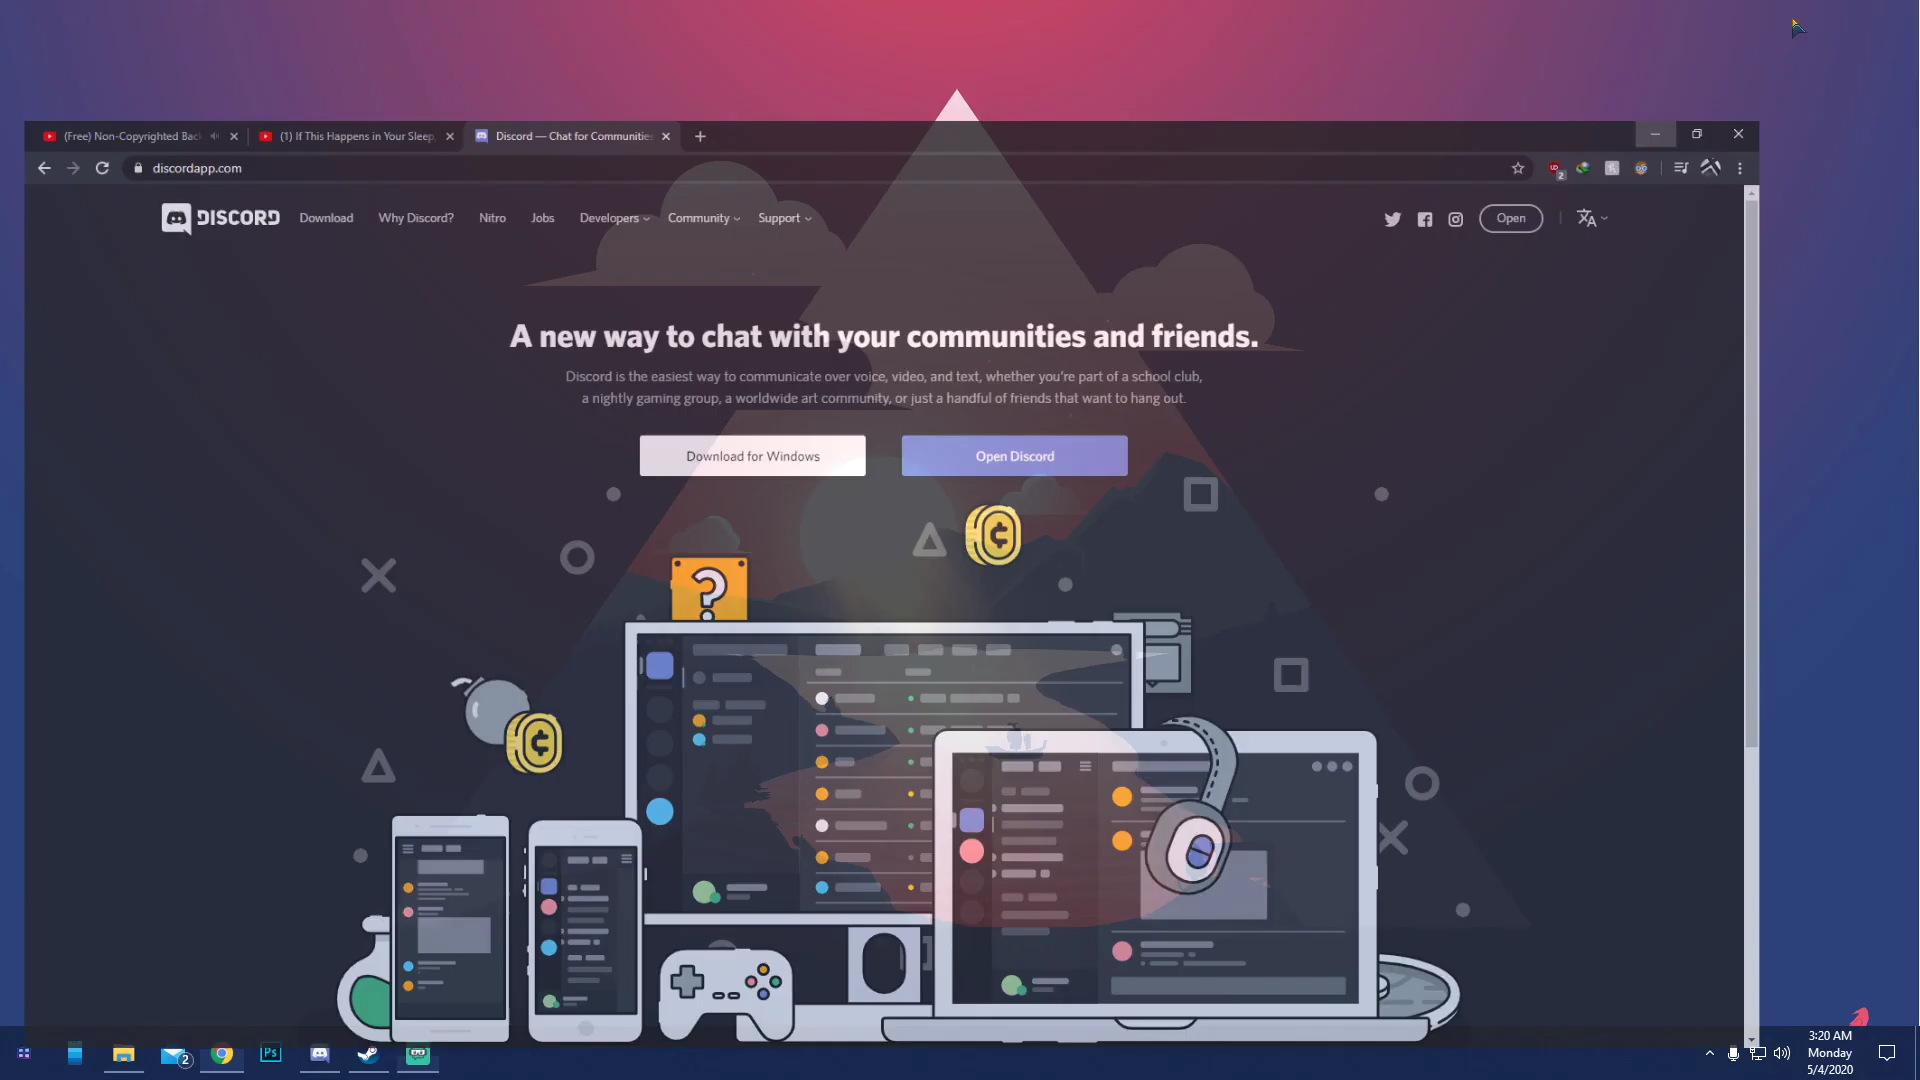 (Free) Non-Copyrighted Bac
(1) If This Happens in Your Sleep,
Discord — Chat for Communities
discordapp.com
2
DISCORD
Download
Why Discord?
Nitro
Jobs
Developers
Community
Support
Open
A new way to chat with your communities and friends.
Discord is the easiest way to communicate over voice, video, and text, whether you're part of a school club,
a nightly gaming group, a worldwide art community, or just a handful of friends that want to hang out.
Download for Windows
Open Discord
?
2
Ps
3:20 AM
Monday
5/4/2020